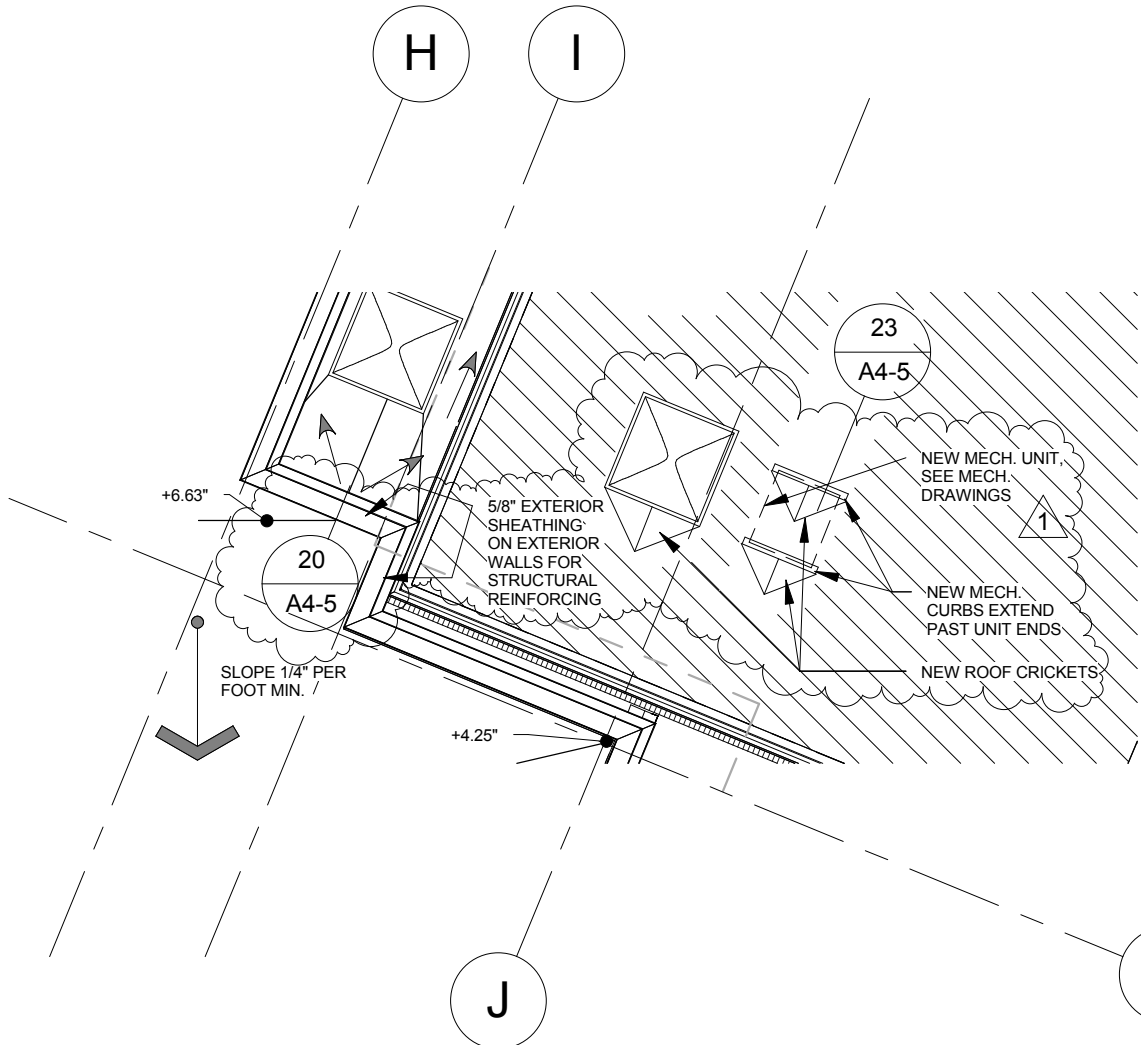 H
I
23
A4-5
NEW MECH. UNIT,
SEE MECH.
DRAWINGS
1
+6.63"
5/8" EXTERIOR
SHEATHING
ON EXTERIOR
WALLS FOR
STRUCTURAL
REINFORCING
20
A4-5
NEW MECH.
CURBS EXTEND
PAST UNIT ENDS
SLOPE 1/4" PER
FOOT MIN.
NEW ROOF CRICKETS
+4.25"
J